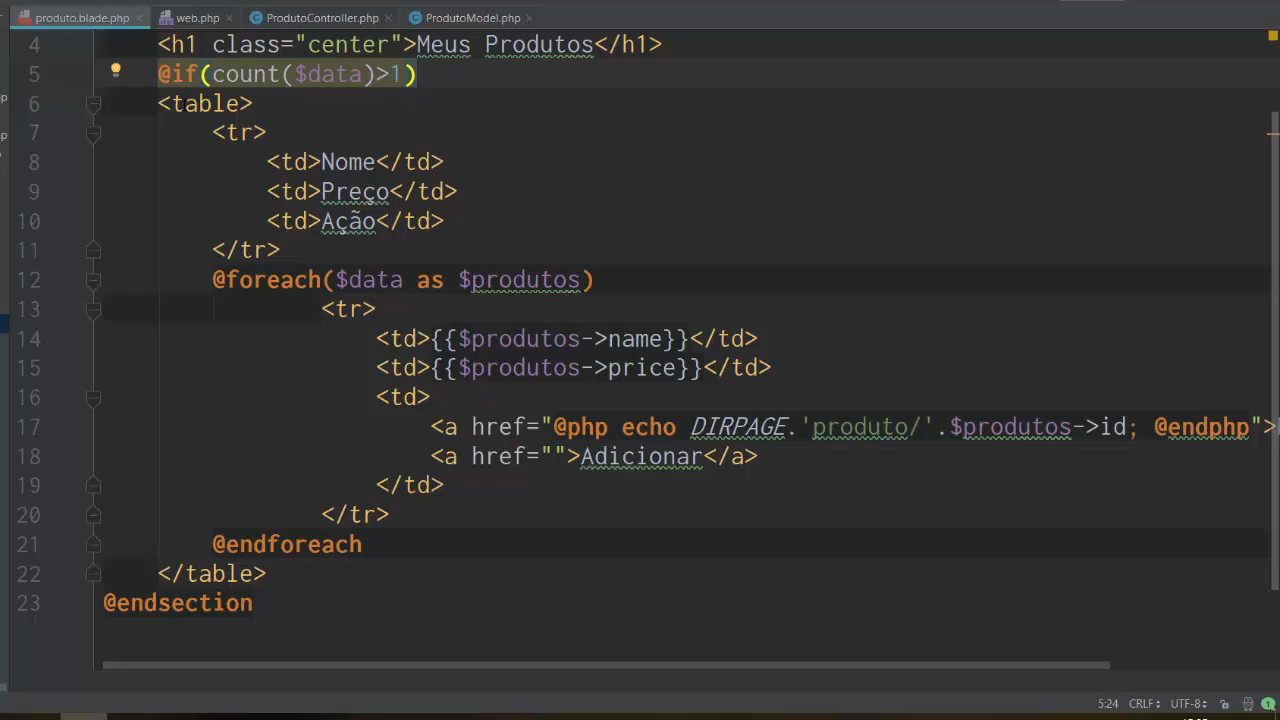 produto.blade.php × web.php × ProdutoController.php × ProdutoModel.php ×
4 <h1 class="center">Meus Produtos</h1>
5 @if(count($data)>1)
6 <table>
7 <tr>
8 <td>Nome</td>
9 <td>Preço</td>
10 <td>Ação</td>
11 </tr>
12 @foreach($data as $produtos)
13 <tr>
14 <td>{{$produtos->name}}</td>
15 <td>{{$produtos->price}}</td>
16 <td>
17 <a href="@php echo DIRPAGE.'produto/'.$produtos->id; @endphp">
18 <a href="">Adicionar</a>
19 </td>
20 </tr>
21 @endforeach
22 </table>
23 @endsection
5:24 CRLF UTF-8 1